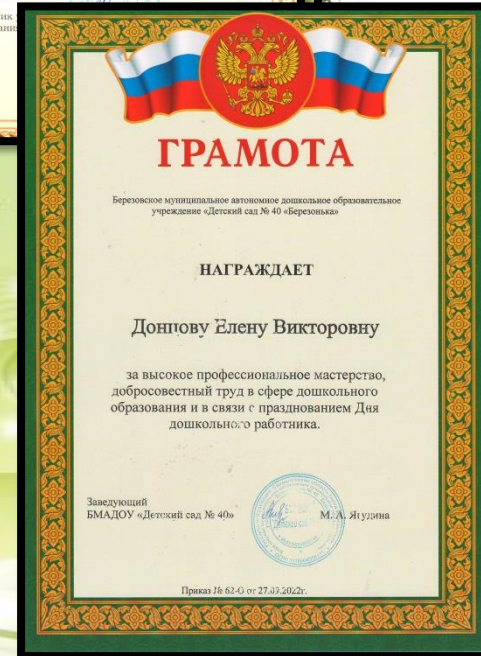 ГРАМОТА
Березовское муниципальное автономное дошкольное образовательное
учреждение «Детский сад № 40 «Березонька»
НАГРАЖДАЕТ
Донцову Елену Викторовну
за высокое профессиональное мастерство,
добросовестный труд в сфере дошкольного
образования и в связи с празднованием Дня
дошкольного работника.
Заведующий
БМАДОУ «Детский сад № 40»
М. А. Ягудина
Приказ № 62-О от 27.09.2022г.